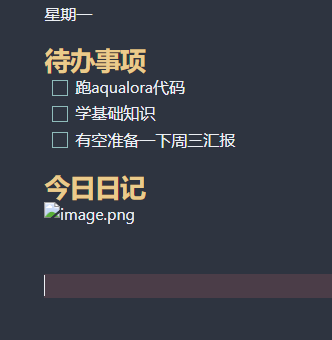 星期一
待办事项
跑aqualora代码
学基础知识
有空准备一下周三汇报
今日日记
image.png